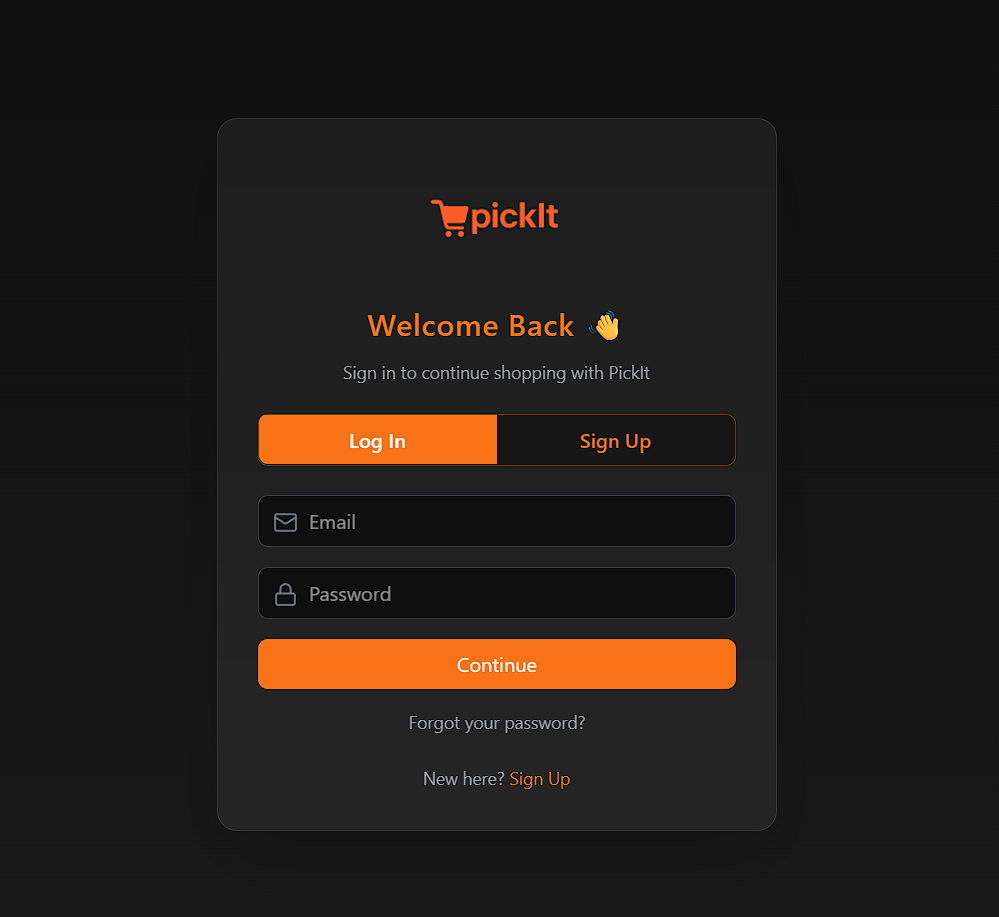 pickIt
Welcome Back 👋
Sign in to continue shopping with PickIt
Log In
Sign Up
Email
Password
Continue
Forgot your password?
New here? Sign Up